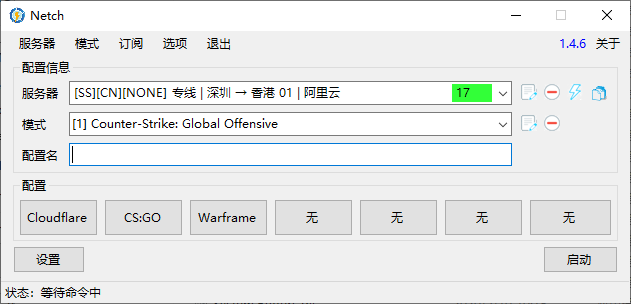 Netch
服务器 模式 订阅 选项 退出 1.4.6 关于
配置信息
服务器 [SS][CN][NONE] 专线 | 深圳 → 香港 01 | 阿里云 17
模式 [1] Counter-Strike: Global Offensive
配置名
配置
Cloudflare CS:GO Warframe 无 无 无 无
设置 启动
状态：等待命令中